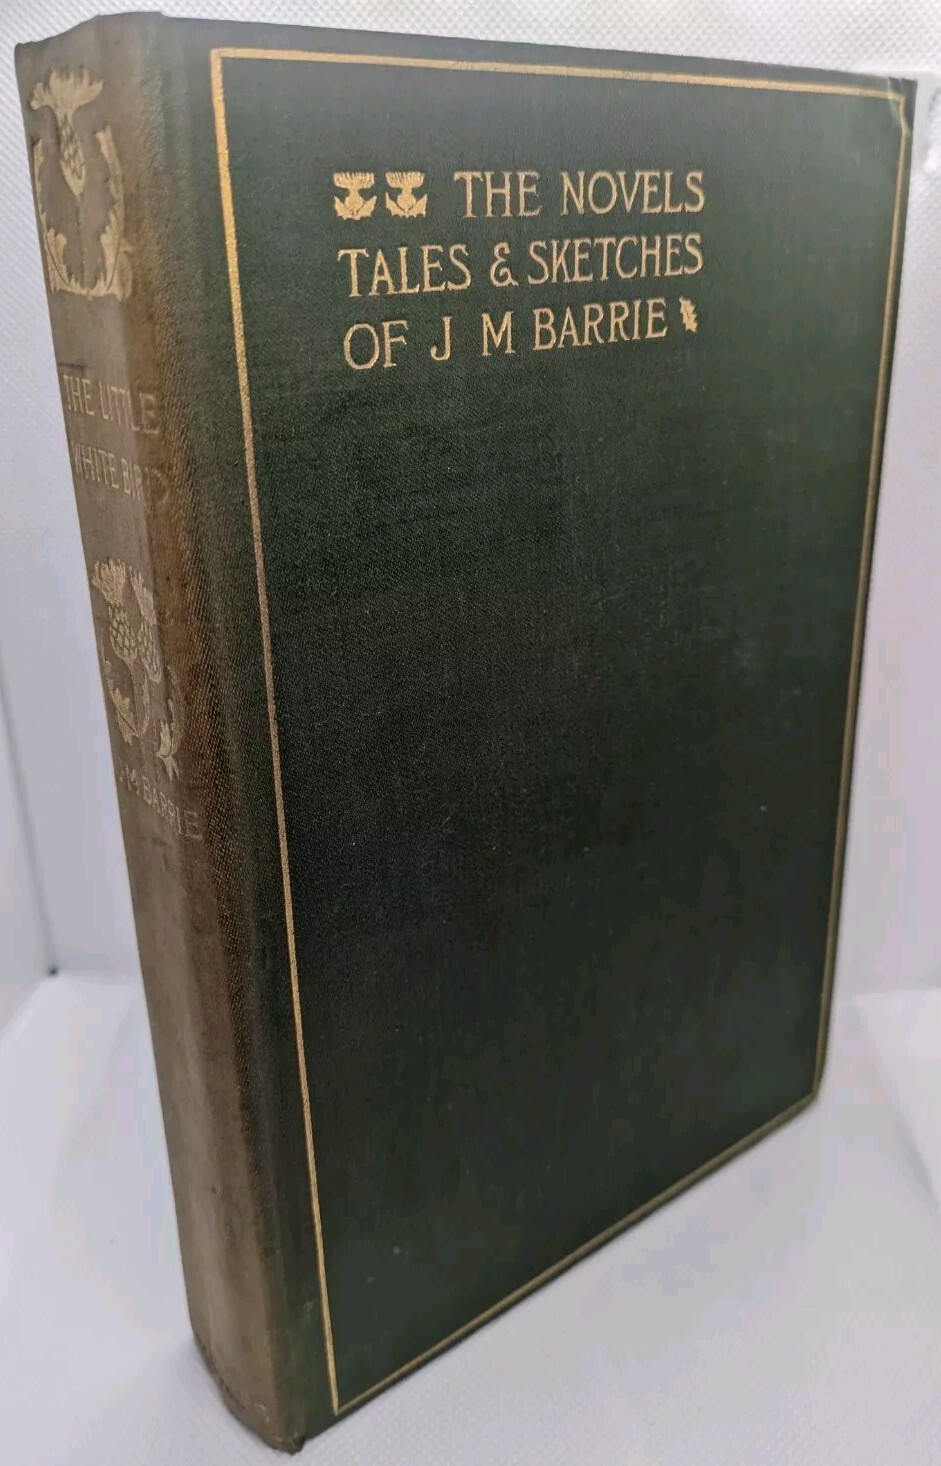 THE NOVELS
TALES & SKETCHES
OF J M BARRIE
THE LITTLE
WHITE BIRD
J M BARRIE